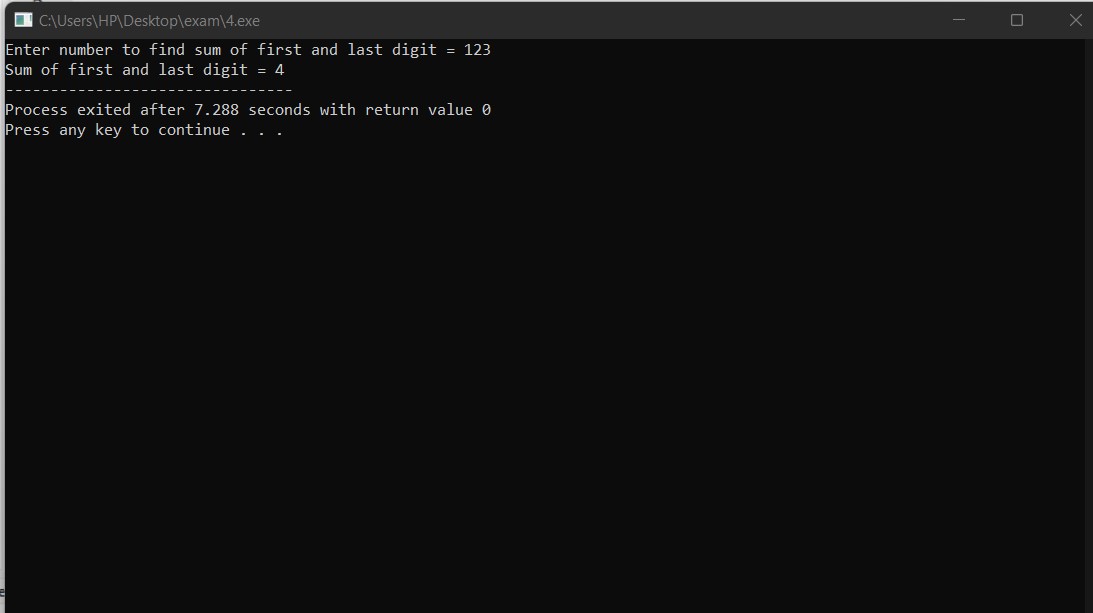 C:\Users\HP\Desktop\exam\4.exe
Enter number to find sum of first and last digit = 123
Sum of first and last digit = 4
--------------------------------
Process exited after 7.288 seconds with return value 0
Press any key to continue . . .